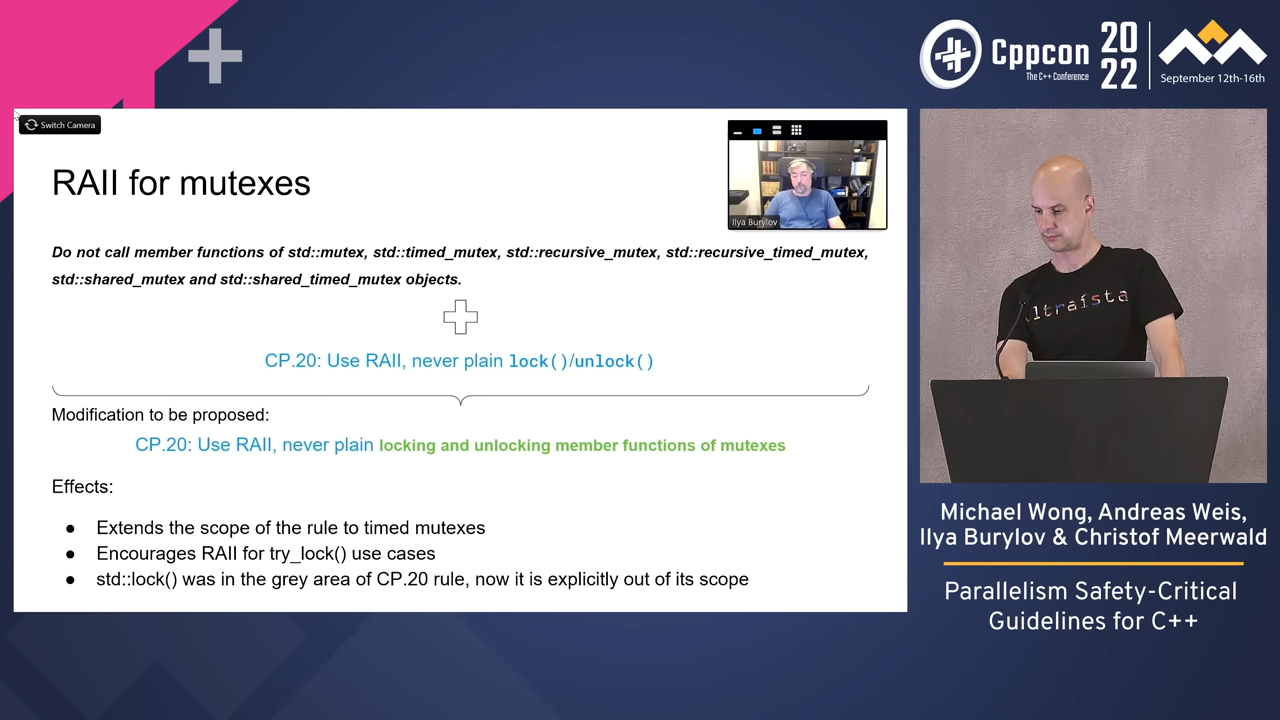 Cppcon
The C++ Conference
20
22
September 12th-16th
Switch Camera
RAII for mutexes
Ilya Burylov
Do not call member functions of std::mutex, std::timed_mutex, std::recursive_mutex, std::recursive_timed_mutex,
std::shared_mutex and std::shared_timed_mutex objects.
CP.20: Use RAII, never plain lock()/unlock()
Modification to be proposed:
CP.20: Use RAII, never plain locking and unlocking member functions of mutexes
Effects:
● Extends the scope of the rule to timed mutexes
● Encourages RAII for try_lock() use cases
● std::lock() was in the grey area of CP.20 rule, now it is explicitly out of its scope
ltraísta
Michael Wong, Andreas Weis,
Ilya Burylov & Christof Meerwald
Parallelism Safety-Critical
Guidelines for C++